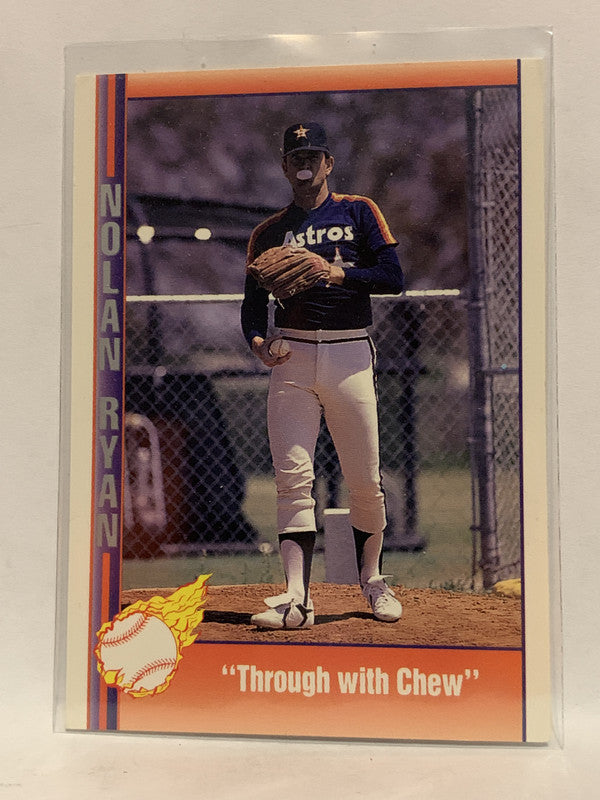 NOLAN RYAN
Astros
“Through with Chew”